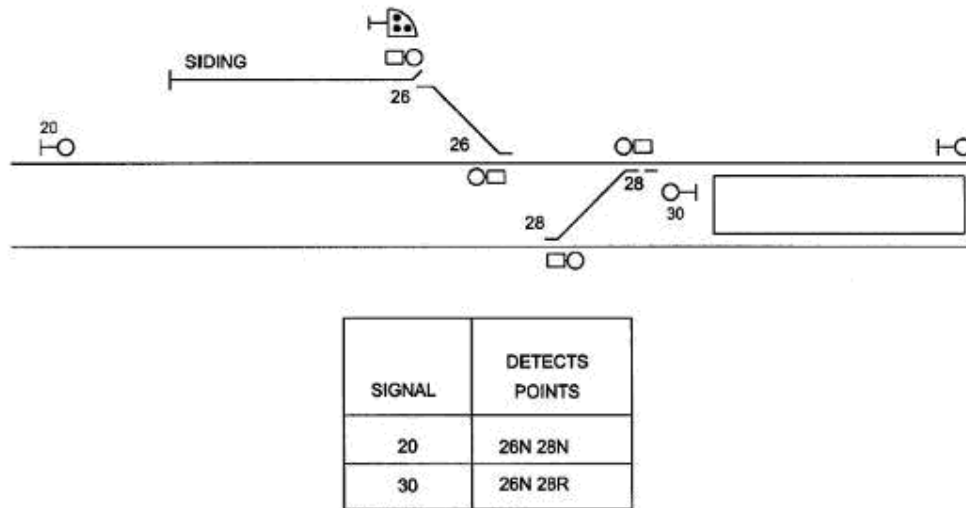 SIDING
26
20
26
28
30
28
SIGNAL
DETECTS
POINTS
20
26N 28N
30
26N 28R